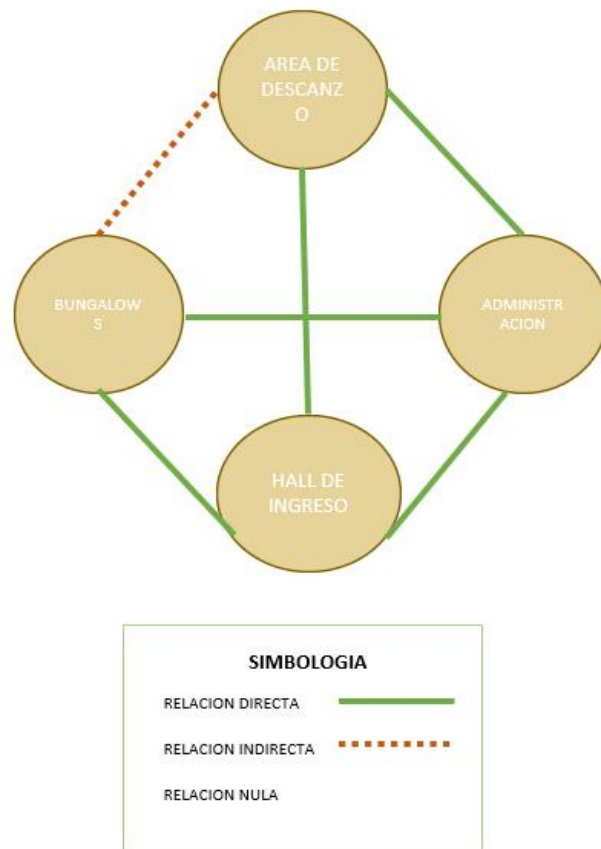 AREA DE
DESCANZ
O
BUNGALOW
S
ADMINISTR
ACION
HALL DE
INGRESO
SIMBOLOGIA
RELACION DIRECTA
RELACION INDIRECTA
RELACION NULA